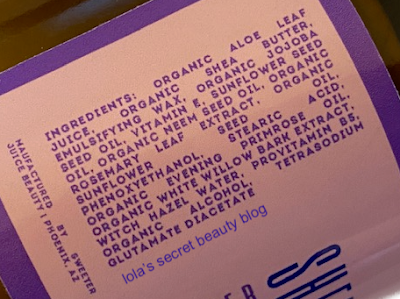 INGREDIENTS: ORGANIC ALOE LEAF
JUICE, ORGANIC SHEA BUTTER,
EMULSIFYING WAX, ORGANIC JOJOBA
SEED OIL, VITAMIN E, SUNFLOWER SEED
OIL, ORGANIC NEEM SEED OIL, ORGANIC
ROSEMARY LEAF EXTRACT, ORGANIC
SUNFLOWER SEED OIL,
PHENOXYETHANOL, STEARIC ACID,
ORGANIC EVENING PRIMROSE OIL,
ORGANIC WHITE WILLOW BARK EXTRACT,
WITCH HAZEL WATER, PROVITAMIN B5,
ORGANIC ALCOHOL, TETRASODIUM
GLUTAMATE DIACETATE
MAUFACTURED BY SWEETER
JUICE BEAUTY | PHOENIX, AZ
lola's secret beauty blog